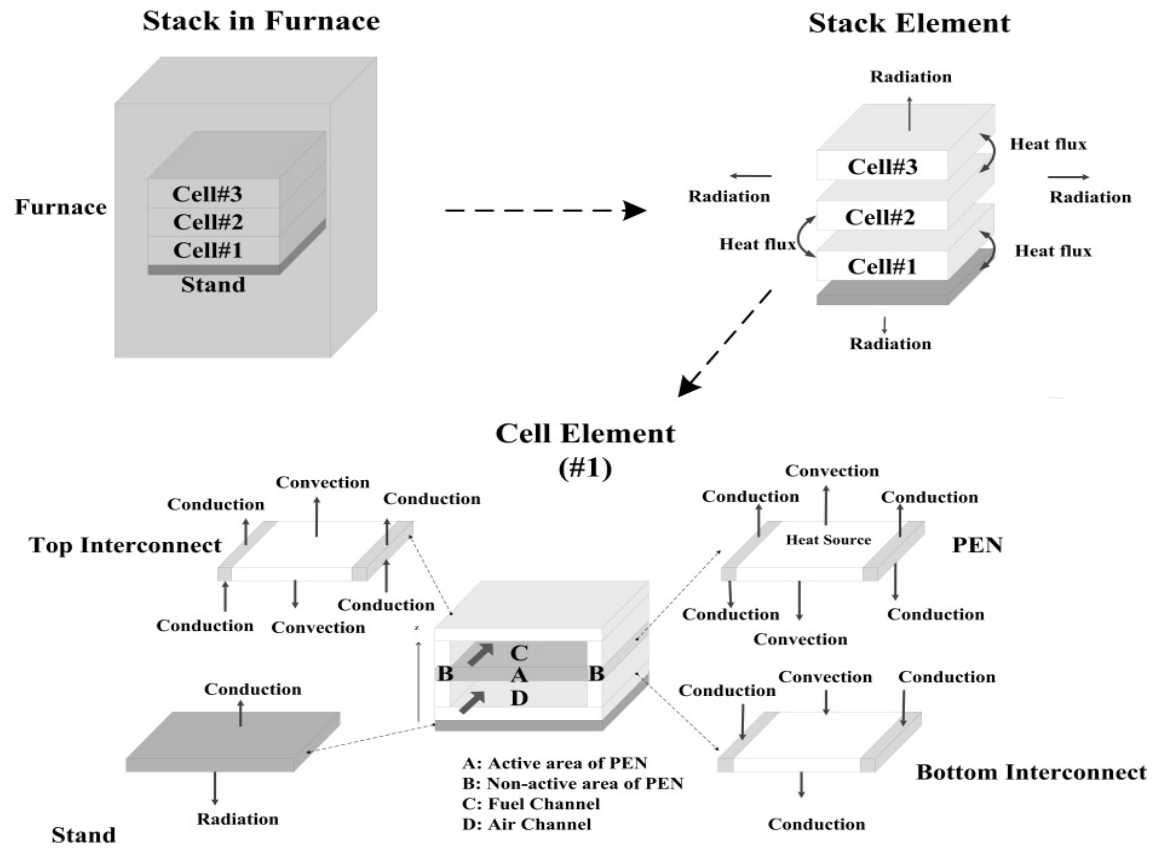 Stack in Furnace
Furnace
Cell#3
Cell#2
Cell#1
Stand
Stack Element
Radiation
Heat flux
Cell#3
Radiation
Radiation
Cell#2
Heat flux
Cell#1
Heat flux
Radiation
Cell Element
(#1)
Top Interconnect
Conduction
Convection
Conduction
Conduction
Convection
Conduction
PEN
Conduction
Convection
Conduction
Heat Source
Conduction
Convection
Conduction
z
C
B
A
B
D
Stand
Conduction
Radiation
A: Active area of PEN
B: Non-active area of PEN
C: Fuel Channel
D: Air Channel
Conduction
Convection
Conduction
Bottom Interconnect
Conduction